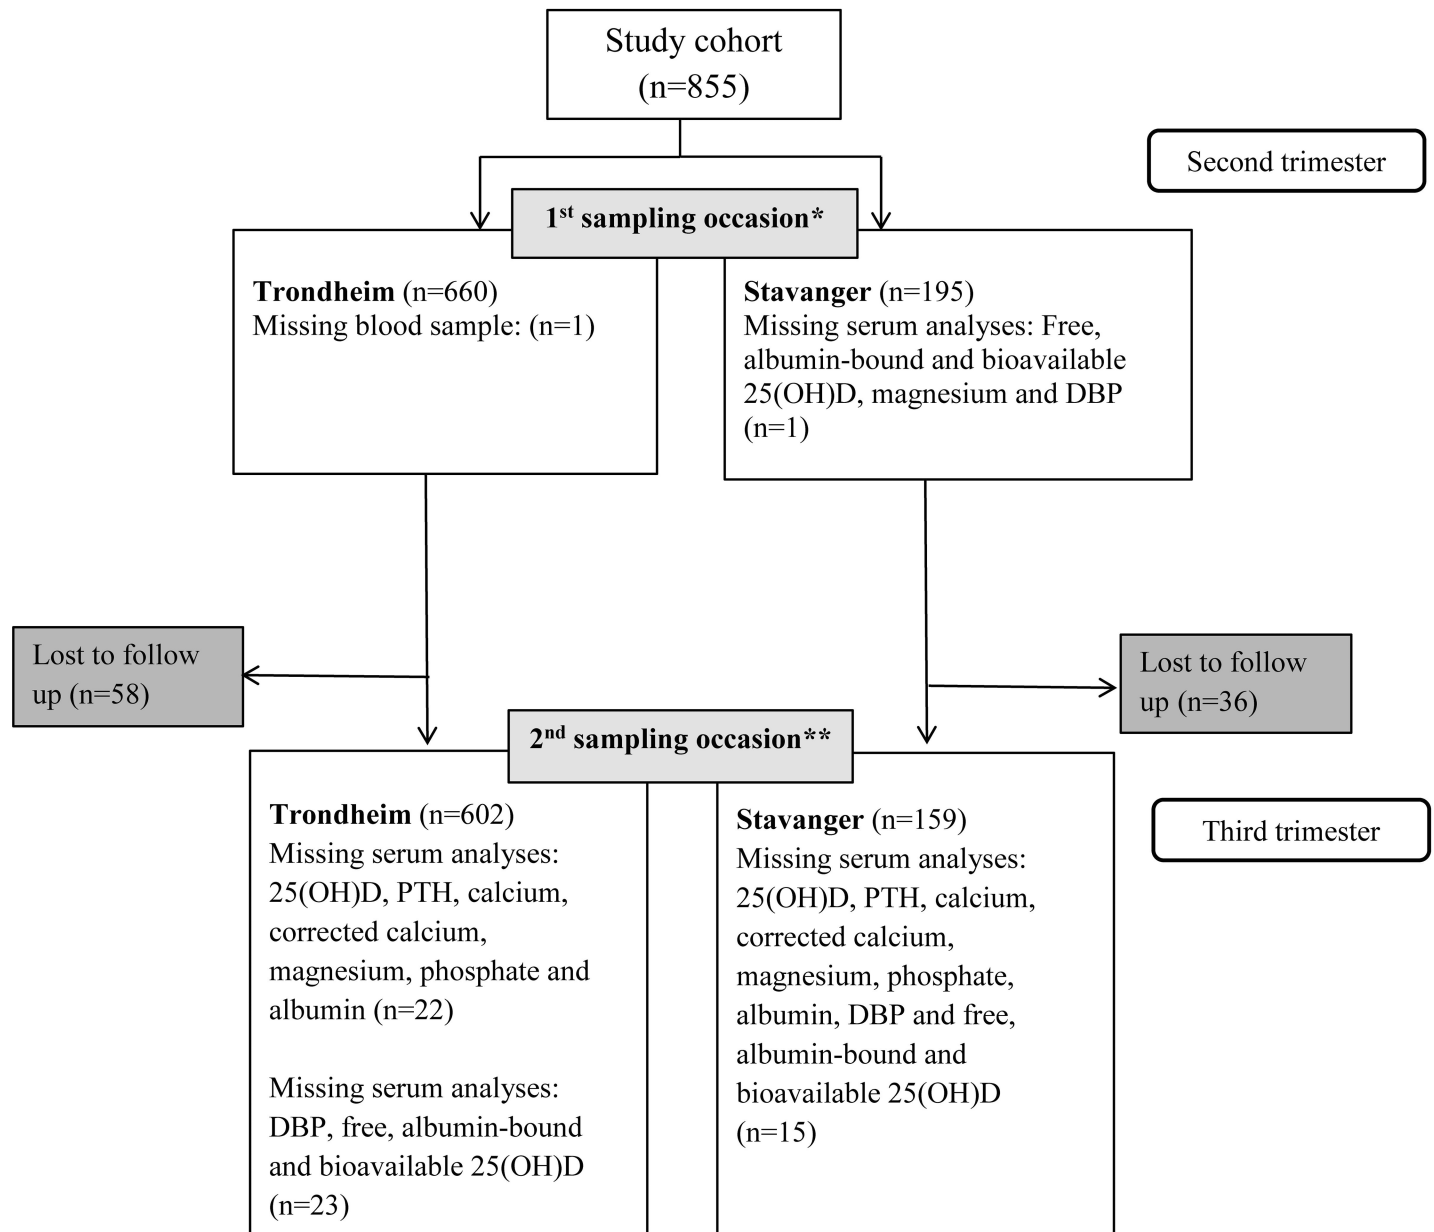 Study cohort
(n=855)
Second trimester
1st sampling occasion*
Trondheim (n=660)
Missing blood sample: (n=1)
Stavanger (n=195)
Missing serum analyses: Free,
albumin-bound and bioavailable
25(OH)D, magnesium and DBP
(n=1)
Lost to follow
up (n=58)
Lost to follow
up (n=36)
2nd sampling occasion**
Trondheim (n=602)
Missing serum analyses:
25(OH)D, PTH, calcium,
corrected calcium,
magnesium, phosphate and
albumin (n=22)
Missing serum analyses:
DBP, free, albumin-bound
and bioavailable 25(OH)D
(n=23)
Stavanger (n=159)
Missing serum analyses:
25(OH)D, PTH, calcium,
corrected calcium,
magnesium, phosphate,
albumin, DBP and free,
albumin-bound and
bioavailable 25(OH)D
(n=15)
Third trimester